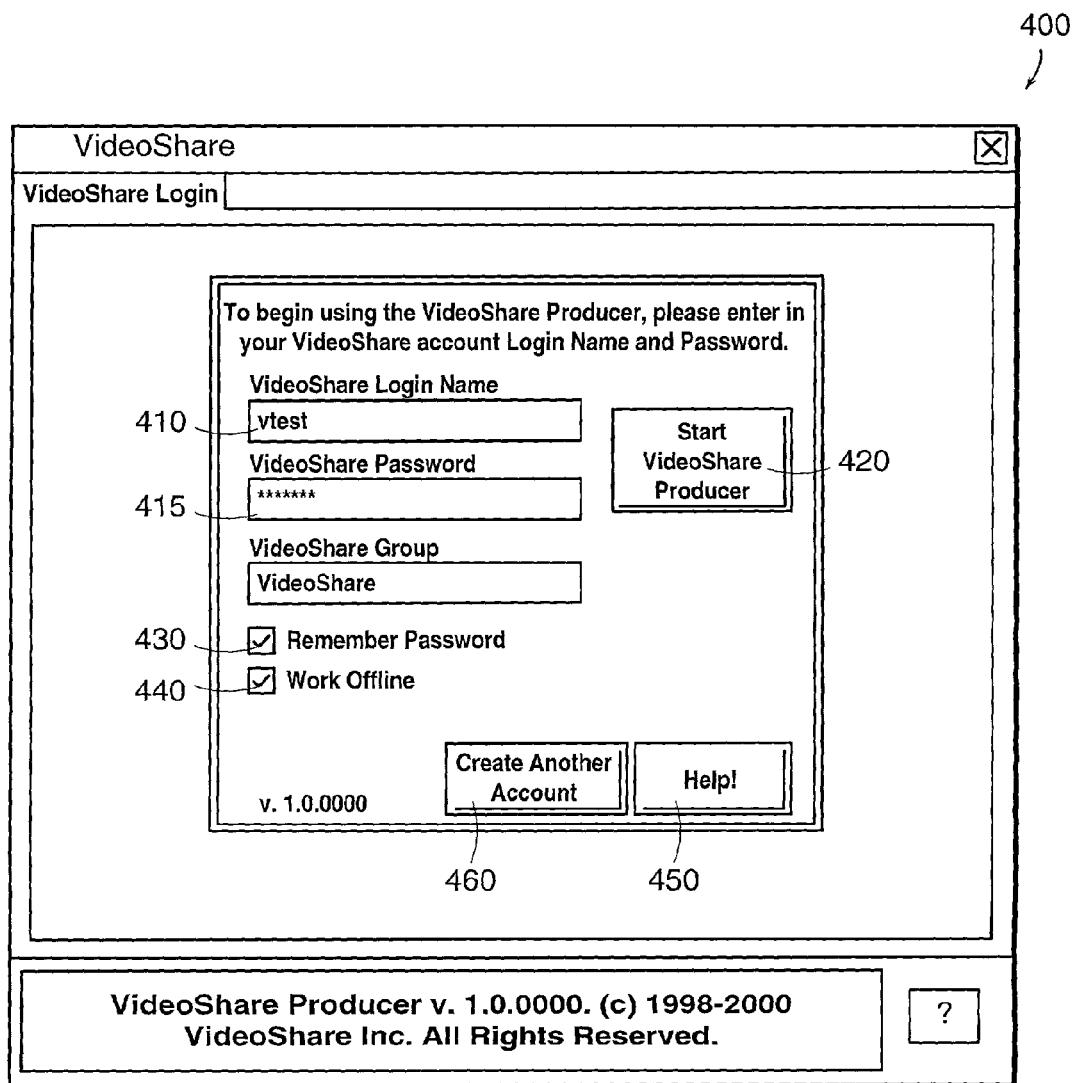 400
VideoShare
VideoShare Login
To begin using the VideoShare Producer, please enter in
your VideoShare account Login Name and Password.
VideoShare Login Name
410
vtest
Start
VideoShare
Producer
420
VideoShare Password
415
*******
VideoShare Group
VideoShare
430
Remember Password
440
Work Offline
Create Another
Account
Help!
v. 1.0.0000
460
450
VideoShare Producer v. 1.0.0000. (c) 1998-2000
VideoShare Inc. All Rights Reserved.
?